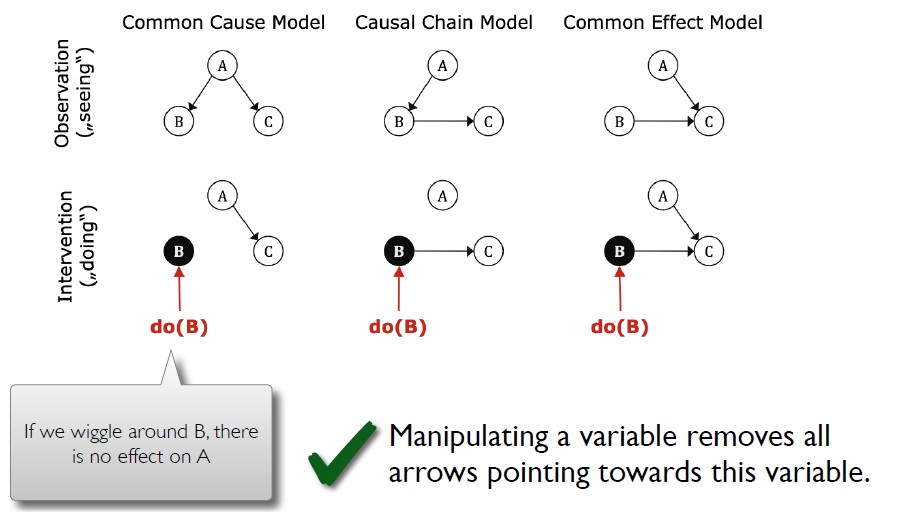 Common Cause Model
Causal Chain Model
Common Effect Model
Observation
(„seeing“)
A
B
C
A
B
C
A
B
C
Intervention
(„doing“)
A
B
C
A
B
C
A
B
C
do(B)
do(B)
do(B)
If we wiggle around B, there
is no effect on A
Manipulating a variable removes all
arrows pointing towards this variable.